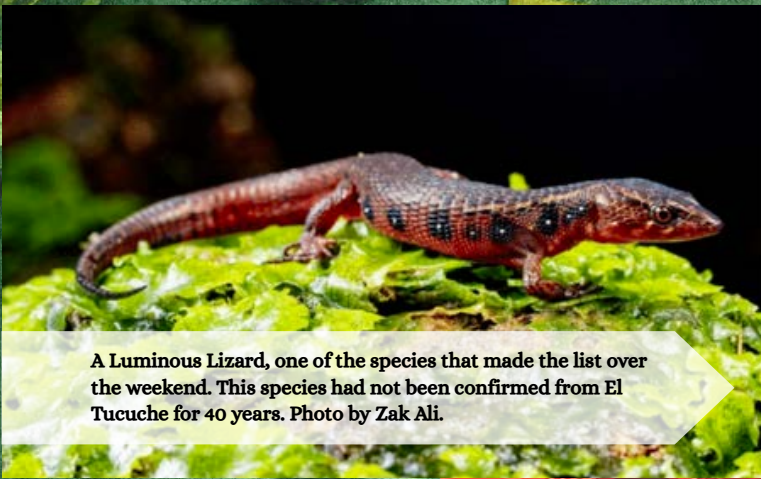 A Luminous Lizard, one of the species that made the list over
the weekend. This species had not been confirmed from El
Tucuche for 40 years. Photo by Zak Ali.